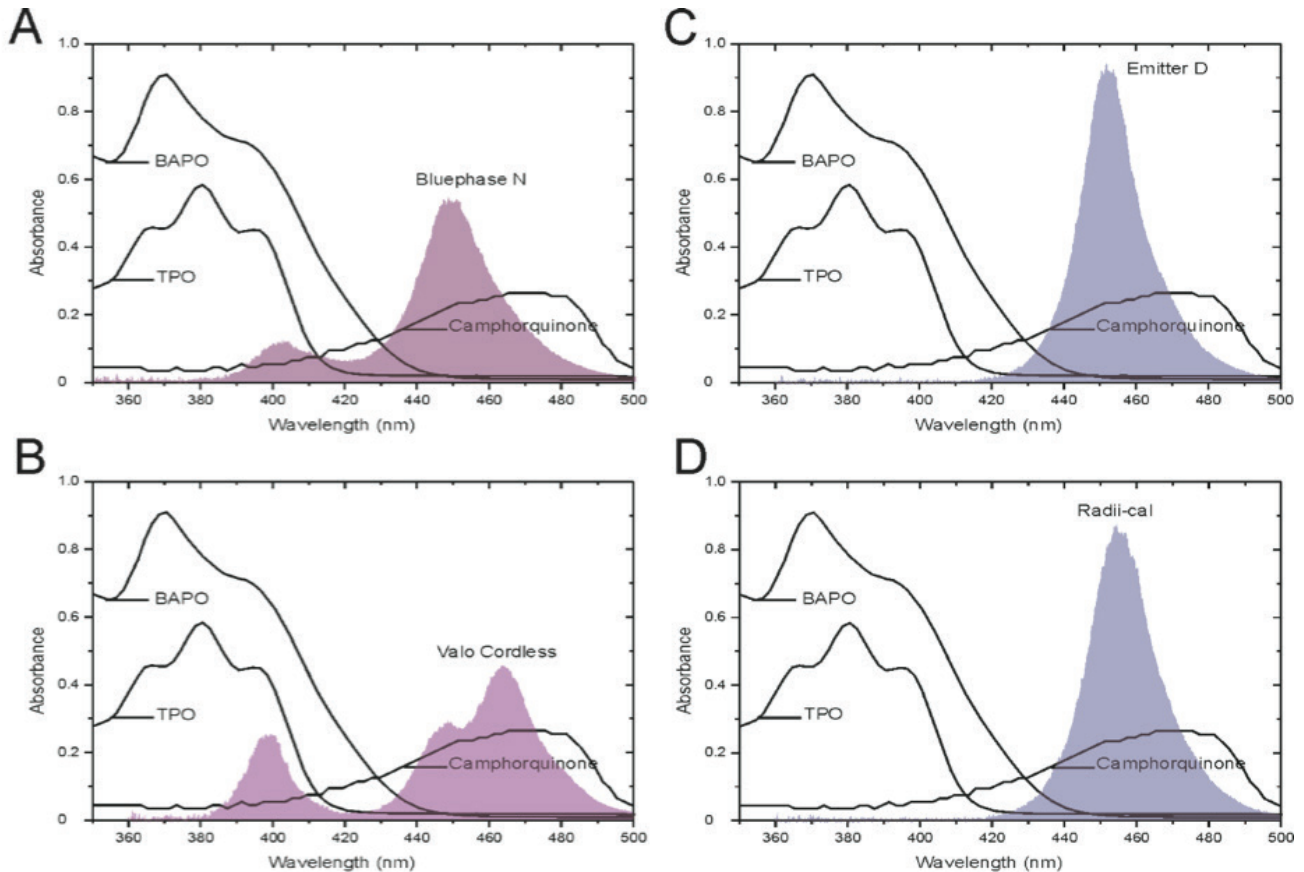 A
1.0
0.8
0.6
0.4
0.2
0
Absorbance
BAPO
TPO
Bluephase N
Camphorquinone
360 380 400 420 440 460 480 500
Wavelength (nm)
C
1.0
0.8
0.6
0.4
0.2
0
Absorbance
BAPO
TPO
Emitter D
Camphorquinone
360 380 400 420 440 460 480 500
Wavelength (nm)
B
1.0
0.8
0.6
0.4
0.2
0
Absorbance
BAPO
TPO
Valo Cordless
Camphorquinone
360 380 400 420 440 460 480 500
Wavelength (nm)
D
1.0
0.8
0.6
0.4
0.2
0
Absorbance
BAPO
TPO
Radii-cal
Camphorquinone
360 380 400 420 440 460 480 500
Wavelength (nm)